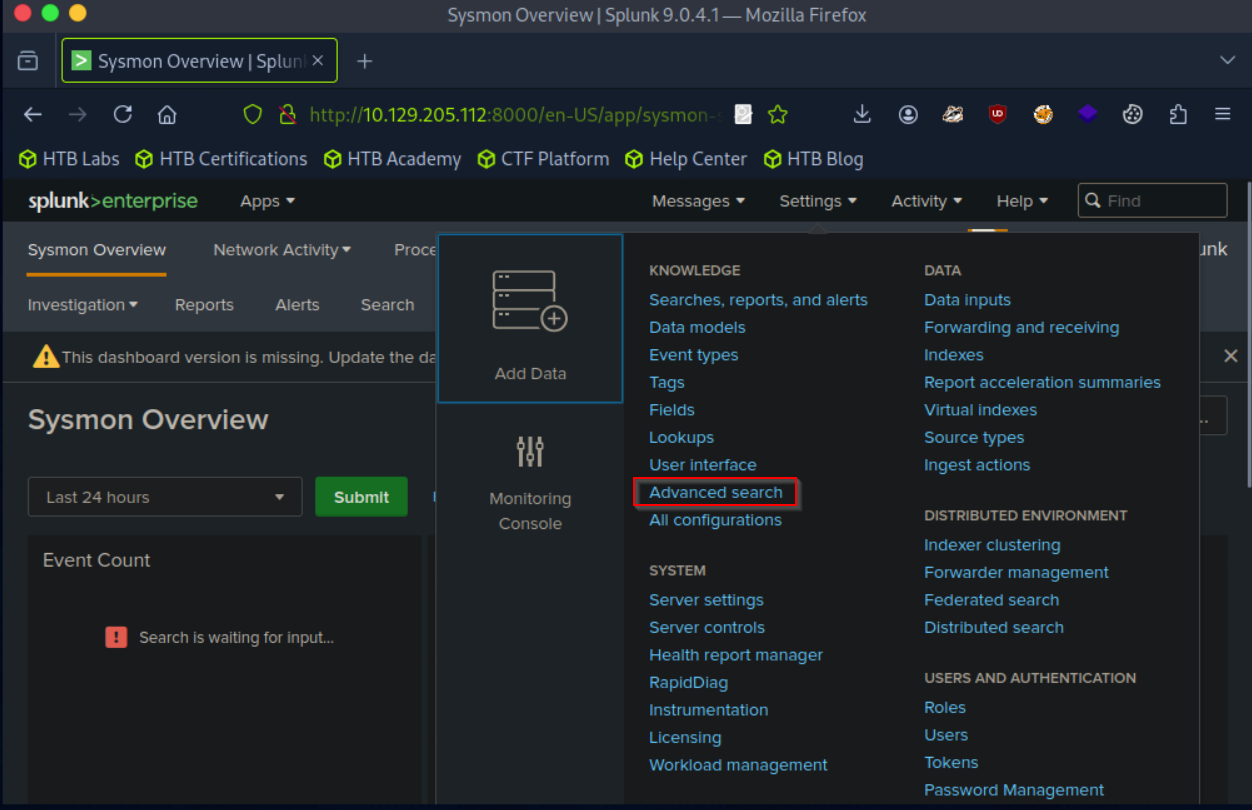 Sysmon Overview | Splunk 9.0.4.1 — Mozilla Firefox
Sysmon Overview | Splun
http://10.129.205.112:8000/en-US/app/sysmon-
HTB Labs HTB Certifications HTB Academy CTF Platform Help Center HTB Blog
splunk>enterprise Apps Messages Settings Activity Help Find
Sysmon Overview Network Activity Proce unk
Investigation Reports Alerts Search
This dashboard version is missing. Update the da
Sysmon Overview ..
Last 24 hours Submit
Event Count
Search is waiting for input...
Add Data
Monitoring
Console
KNOWLEDGE
Searches, reports, and alerts
Data models
Event types
Tags
Fields
Lookups
User interface
Advanced search
All configurations
SYSTEM
Server settings
Server controls
Health report manager
RapidDiag
Instrumentation
Licensing
Workload management
DATA
Data inputs
Forwarding and receiving
Indexes
Report acceleration summaries
Virtual indexes
Source types
Ingest actions
DISTRIBUTED ENVIRONMENT
Indexer clustering
Forwarder management
Federated search
Distributed search
USERS AND AUTHENTICATION
Roles
Users
Tokens
Password Management